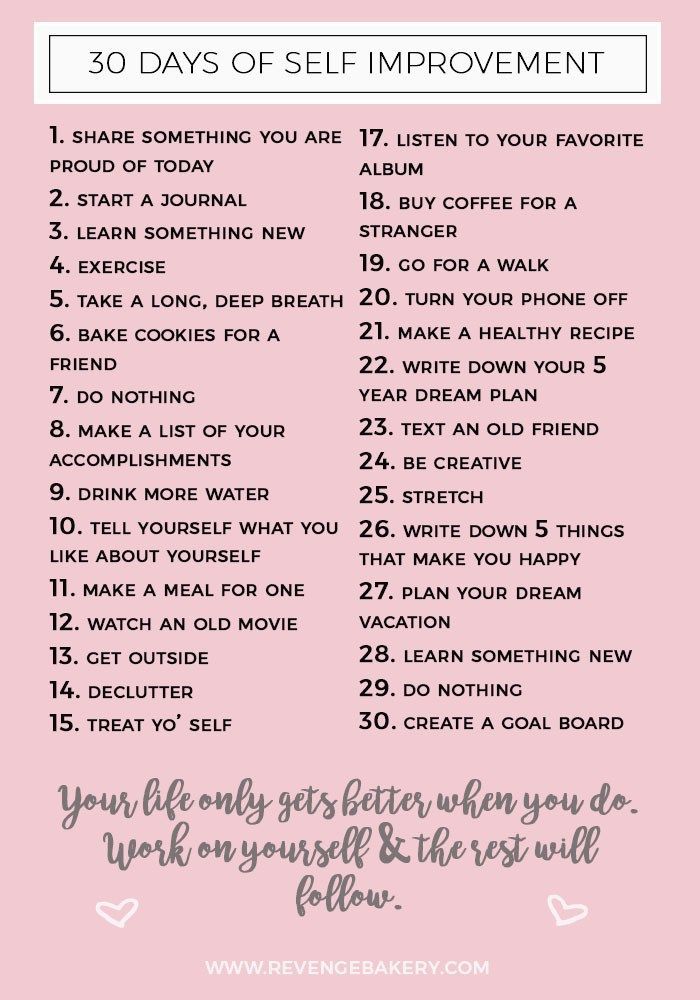 30 DAYS OF SELF IMPROVEMENT
1. SHARE SOMETHING YOU ARE
PROUD OF TODAY
2. START A JOURNAL
3. LEARN SOMETHING NEW
4. EXERCISE
5. TAKE A LONG, DEEP BREATH
6. BAKE COOKIES FOR A
FRIEND
7. DO NOTHING
8. MAKE A LIST OF YOUR
ACCOMPLISHMENTS
9. DRINK MORE WATER
10. TELL YOURSELF WHAT YOU
LIKE ABOUT YOURSELF
11. MAKE A MEAL FOR ONE
12. WATCH AN OLD MOVIE
13. GET OUTSIDE
14. DECLUTTER
15. TREAT YO' SELF
17. LISTEN TO YOUR FAVORITE
ALBUM
18. BUY COFFEE FOR A
STRANGER
19. GO FOR A WALK
20. TURN YOUR PHONE OFF
21. MAKE A HEALTHY RECIPE
22. WRITE DOWN YOUR 5
YEAR DREAM PLAN
23. TEXT AN OLD FRIEND
24. BE CREATIVE
25. STRETCH
26. WRITE DOWN 5 THINGS
THAT MAKE YOU HAPPY
27. PLAN YOUR DREAM
VACATION
28. LEARN SOMETHING NEW
29. DO NOTHING
30. CREATE A GOAL BOARD
Your life only gets better when you do.
Work on yourself & the rest will
follow.
WWW.REVENGEBAKERY.COM